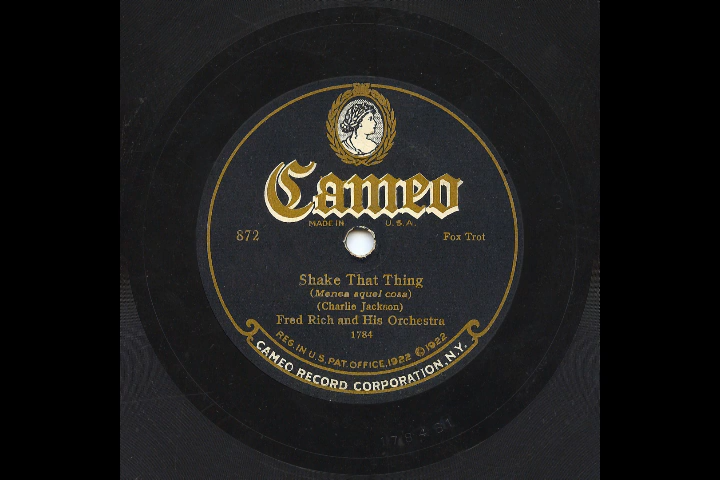 Cameo
MADE IN U.S.A.
872 Fox Trot
Shake That Thing
(Menea aquel cosa)
(Charlie Jackson)
Fred Rich and His Orchestra
1784
REG. IN U.S. PAT. OFFICE, 1922 © 1922
CAMEO RECORD CORPORATION, N.Y.